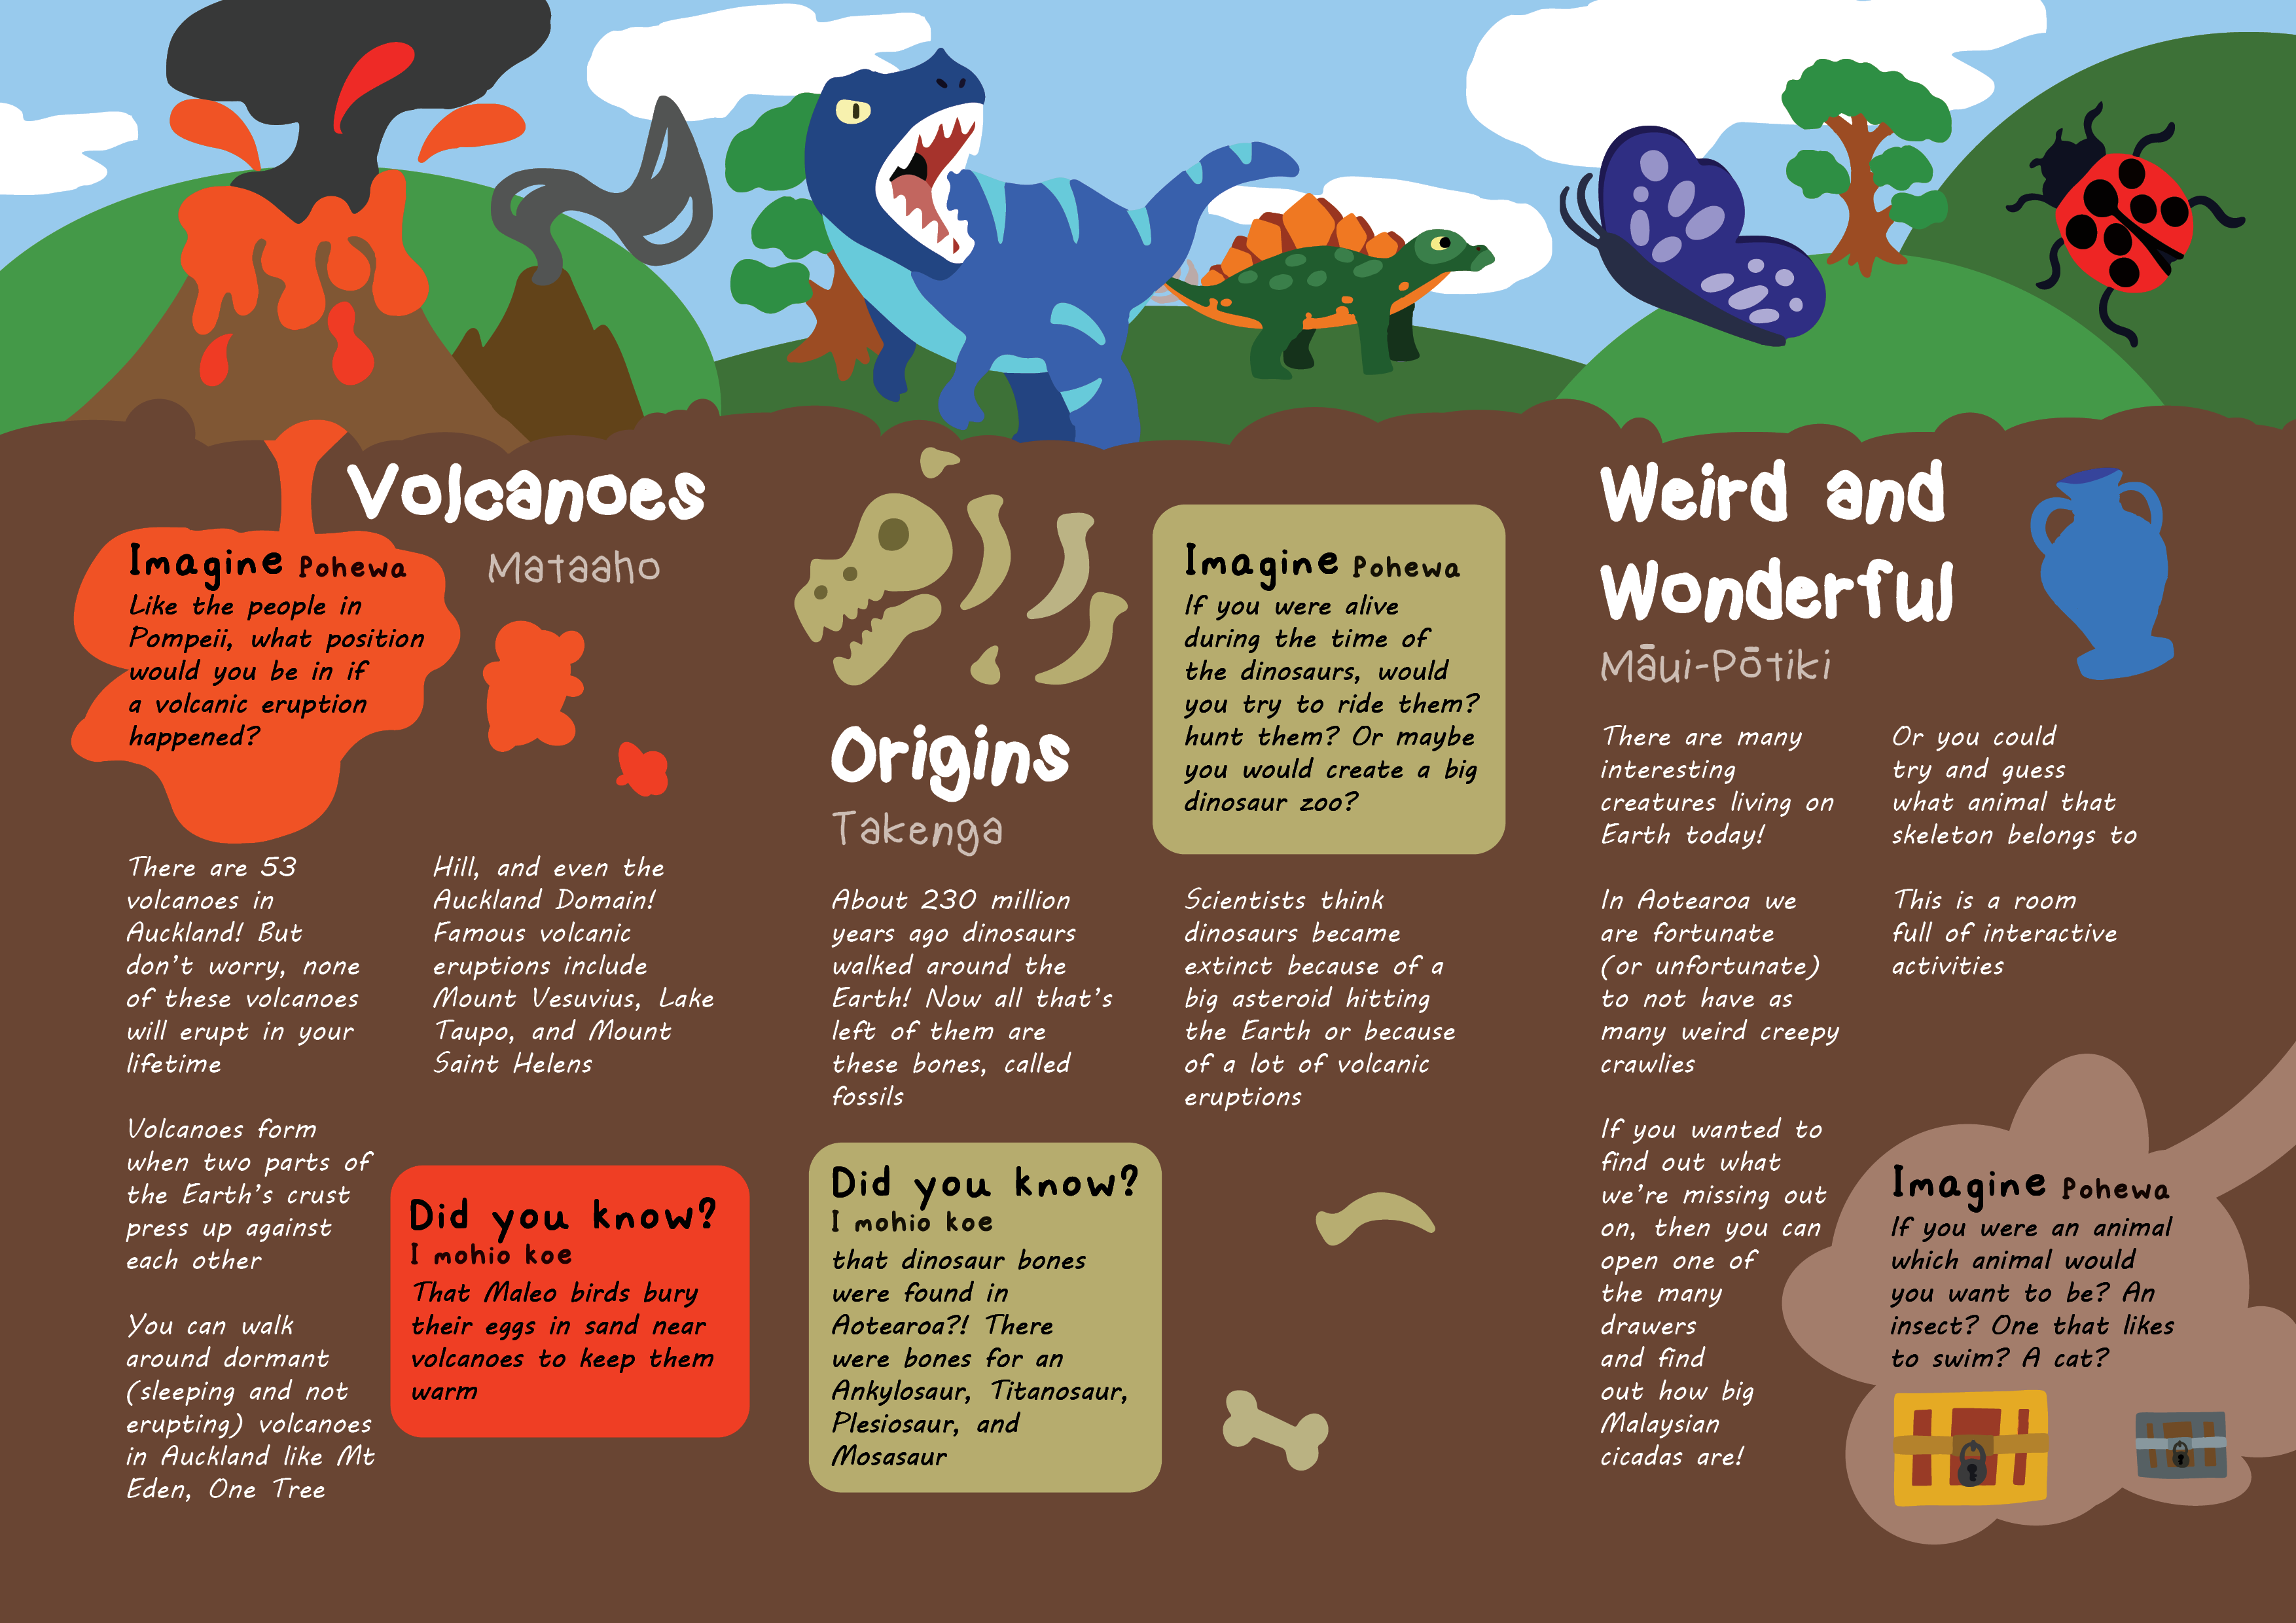 Volcanoes
Mataaho
Imagine Pohewa
Like the people in
Pompeii, what position
would you be in if
a volcanic eruption
happened?
There are 53
volcanoes in
Auckland! But
don't worry, none
of these volcanoes
will erupt in your
lifetime
Volcanoes form
when two parts of
the Earth's crust
press up against
each other
You can walk
around dormant
(sleeping and not
erupting) volcanoes
in Auckland like Mt
Eden, One Tree
Hill, and even the
Auckland Domain!
Famous volcanic
eruptions include
Mount Vesuvius, Lake
Taupo, and Mount
Saint Helens
Did you know?
I mohio koe
That Maleo birds bury
their eggs in sand near
volcanoes to keep them
warm
Origins
Takenga
About 230 million
years ago dinosaurs
walked around the
Earth! Now all that's
left of them are
these bones, called
fossils
Did you know?
I mohio koe
that dinosaur bones
were found in
Aotearoa?! There
were bones for an
Ankylosaur, Titanosaur,
Plesiosaur, and
Mosasaur
Imagine Pohewa
If you were alive
during the time of
the dinosaurs, would
you try to ride them?
hunt them? Or maybe
you would create a big
dinosaur zoo?
Scientists think
dinosaurs became
extinct because of a
big asteroid hitting
the Earth or because
of a lot of volcanic
eruptions
Weird and
Wonderful
Māui-Pōtiki
There are many
interesting
creatures living on
Earth today!
In Aotearoa we
are fortunate
(or unfortunate)
to not have as
many weird creepy
crawlies
If you wanted to
find out what
we're missing out
on, then you can
open one of
the many
drawers
and find
out how big
Malaysian
cicadas are!
Or you could
try and guess
what animal that
skeleton belongs to
This is a room
full of interactive
activities
Imagine Pohewa
If you were an animal
which animal would
you want to be? An
insect? One that likes
to swim? A cat?